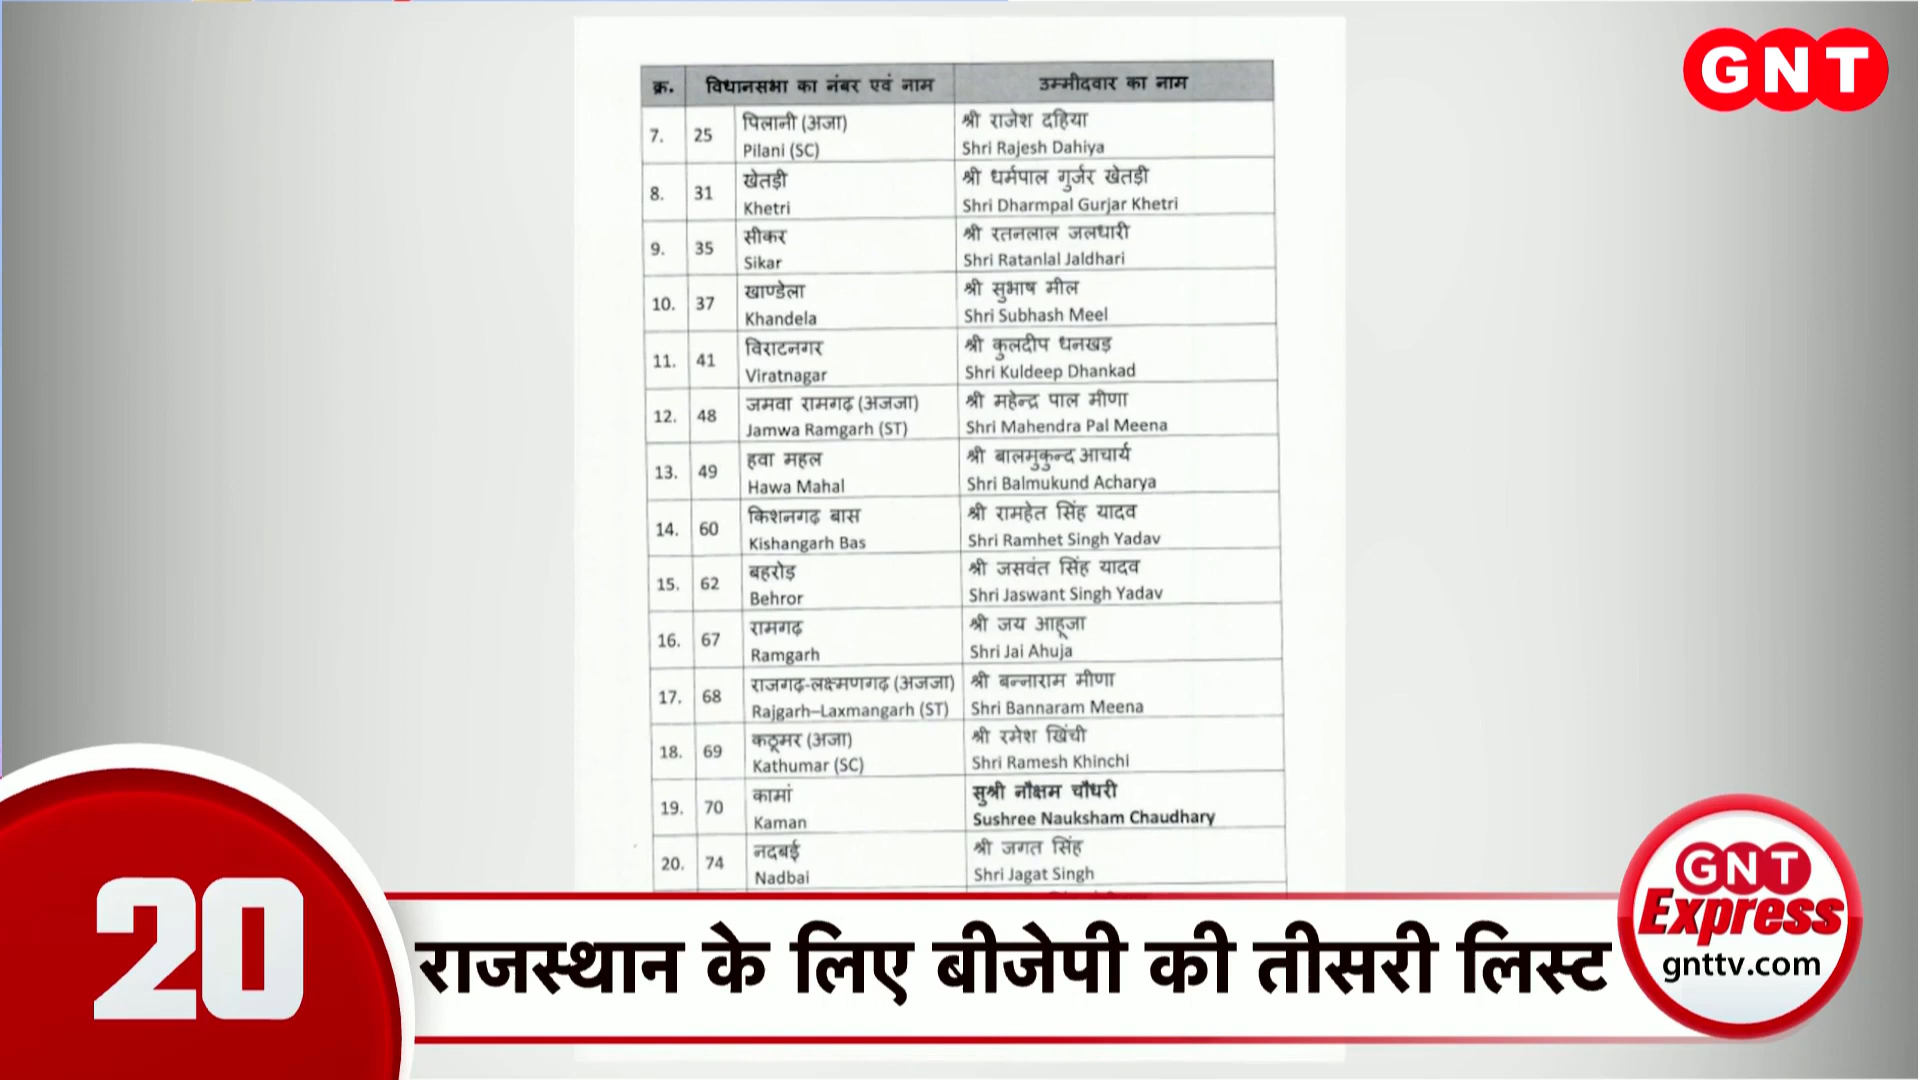 GNT
क्र. विधानसभा का नंबर एवं नाम उम्मीदवार का नाम
7. 25 पिलानी (अजा) श्री राजेश दहिया
Pilani (SC) Shri Rajesh Dahiya
8. 31 खेतड़ी श्री धर्मपाल गुर्जर खेतड़ी
Khetri Shri Dharmpal Gurjar Khetri
9. 35 सीकर श्री रतनलाल जलधारी
Sikar Shri Ratanlal Jaldhari
10. 37 खाण्डेला श्री सुभाष मील
Khandela Shri Subhash Meel
11. 41 विराटनगर श्री कुलदीप धनखड़
Viratnagar Shri Kuldeep Dhankad
12. 48 जमवा रामगढ़ (अजजा) श्री महेन्द्र पाल मीणा
Jamwa Ramgarh (ST) Shri Mahendra Pal Meena
13. 49 हवा महल श्री बालमुकुन्द आचार्य
Hawa Mahal Shri Balmukund Acharya
14. 60 किशनगढ़ बास श्री रामहेत सिंह यादव
Kishangarh Bas Shri Ramhet Singh Yadav
15. 62 बहरोड़ श्री जसवंत सिंह यादव
Behror Shri Jaswant Singh Yadav
16. 67 रामगढ़ श्री जय आहूजा
Ramgarh Shri Jai Ahuja
17. 68 राजगढ़-लक्ष्मणगढ़ (अजजा) श्री बन्नाराम मीणा
Rajgarh–Laxmangarh (ST) Shri Bannaram Meena
18. 69 कठूमर (अजा) श्री रमेश खिंची
Kathumar (SC) Shri Ramesh Khinchi
19. 70 कामां सुश्री नौक्षम चौधरी
Kaman Sushree Nauksham Chaudhary
20. 74 नदबई श्री जगत सिंह
Nadbai Shri Jagat Singh
20
राजस्थान के लिए बीजेपी की तीसरी लिस्ट
GNT
Express
gnttv.com